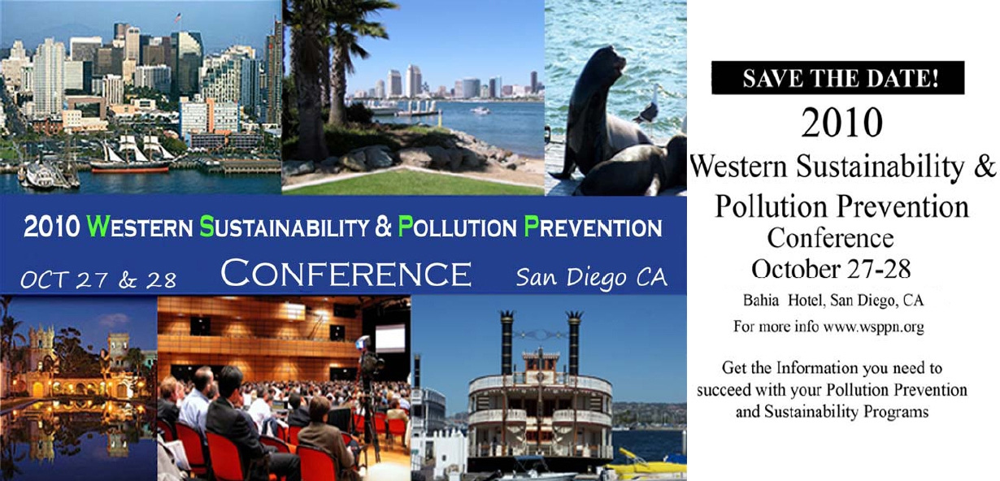 2010 WESTERN SUSTAINABILITY & POLLUTION PREVENTION
OCT 27 & 28 CONFERENCE San Diego CA
SAVE THE DATE!
2010
Western Sustainability &
Pollution Prevention
Conference
October 27-28
Bahia Hotel, San Diego, CA
For more info www.wsppn.org
Get the Information you need to
succeed with your Pollution Prevention
and Sustainability Programs